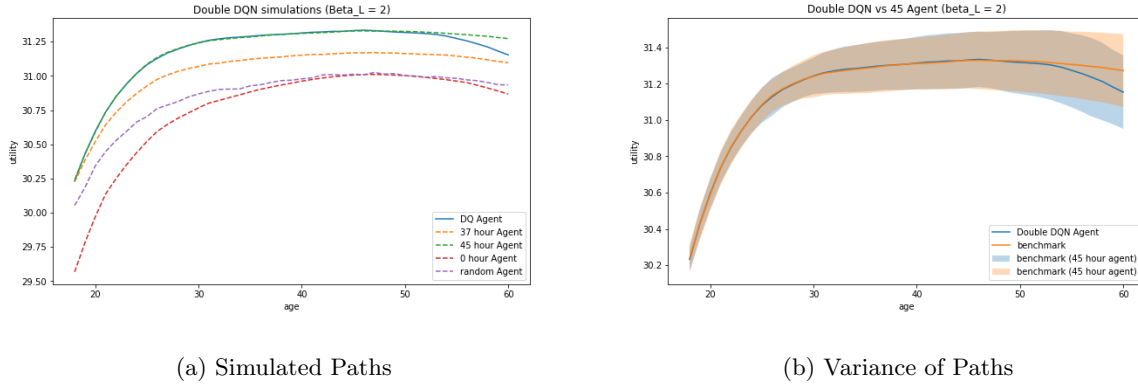 Double DQN simulations (Beta_L = 2)
utility
31.25
31.00
30.75
30.50
30.25
30.00
29.75
29.50
20
30
40
50
60
age
DQ Agent
37 hour Agent
45 hour Agent
0 hour Agent
random Agent
(a) Simulated Paths
Double DQN vs 45 Agent (beta_L = 2)
utility
31.4
31.2
31.0
30.8
30.6
30.4
30.2
20
30
40
50
60
age
Double DQN Agent
benchmark
benchmark (45 hour agent)
benchmark (45 hour agent)
(b) Variance of Paths